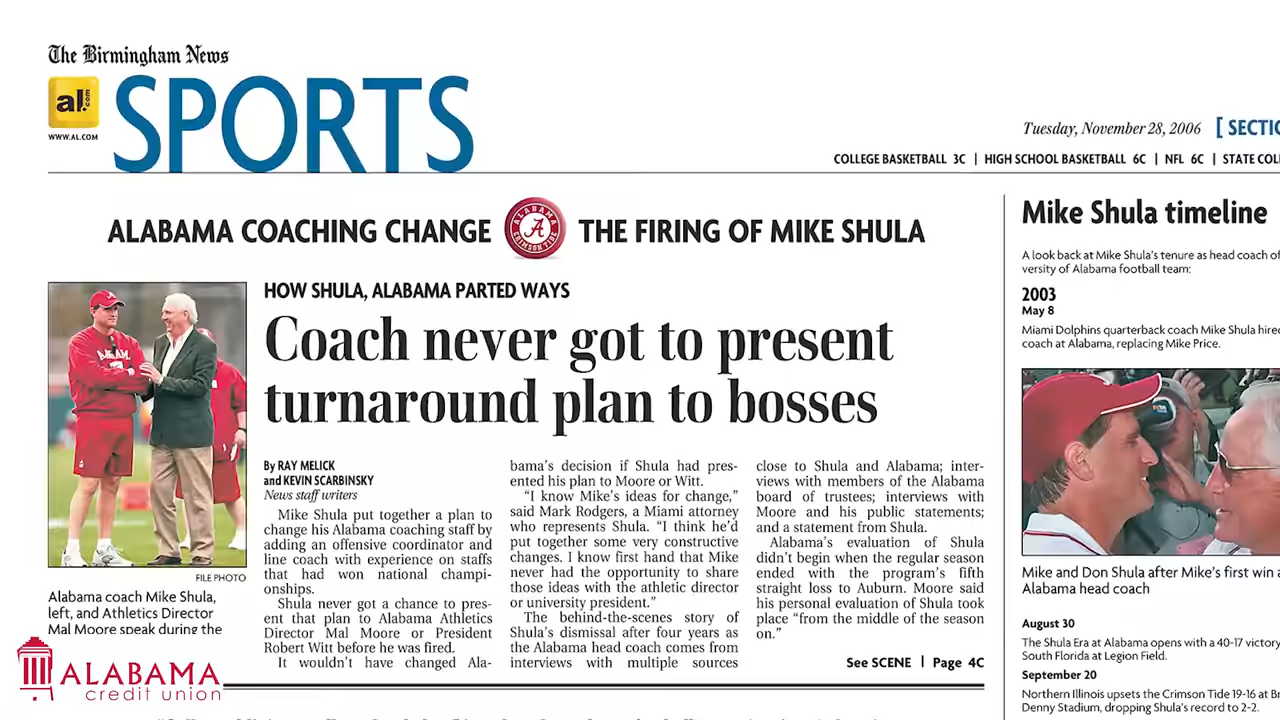 The Birmingham News
al.com
WWW.AL.COM
SPORTS
Tuesday, November 28, 2006 [ SECTIO
COLLEGE BASKETBALL 3C | HIGH SCHOOL BASKETBALL 6C | NFL 6C | STATE COL
ALABAMA COACHING CHANGE
ALABAMA
A
CRIMSON TIDE
THE FIRING OF MIKE SHULA
FILE PHOTO
Alabama coach Mike Shula,
left, and Athletics Director
Mal Moore speak during the
HOW SHULA, ALABAMA PARTED WAYS
Coach never got to present
turnaround plan to bosses
By RAY MELICK
and KEVIN SCARBINSKY
News staff writers
Mike Shula put together a plan to
change his Alabama coaching staff by
adding an offensive coordinator and
line coach with experience on staffs
that had won national champi-
onships.
Shula never got a chance to pres-
ent that plan to Alabama Athletics
Director Mal Moore or President
Robert Witt before he was fired.
It wouldn't have changed Ala-
bama's decision if Shula had pres-
ented his plan to Moore or Witt.
"I know Mike's ideas for change,"
said Mark Rodgers, a Miami attorney
who represents Shula. "I think he'd
put together some very constructive
changes. I know first hand that Mike
never had the opportunity to share
those ideas with the athletic director
or university president."
The behind-the-scenes story of
Shula's dismissal after four years as
the Alabama head coach comes from
interviews with multiple sources
close to Shula and Alabama; inter-
views with members of the Alabama
board of trustees; interviews with
Moore and his public statements;
and a statement from Shula.
Alabama's evaluation of Shula
didn't begin when the regular season
ended with the program's fifth
straight loss to Auburn. Moore said
his personal evaluation of Shula took
place "from the middle of the season
on."
See SCENE | Page 4C
Mike Shula timeline
A look back at Mike Shula's tenure as head coach of
versity of Alabama football team:
2003
May 8
Miami Dolphins quarterback coach Mike Shula hired
coach at Alabama, replacing Mike Price.
Mike and Don Shula after Mike's first win a
Alabama head coach
August 30
The Shula Era at Alabama opens with a 40-17 victory
South Florida at Legion Field.
September 20
Northern Illinois upsets the Crimson Tide 19-16 at Br
Denny Stadium, dropping Shula's record to 2-2.
ALABAMA
credit union